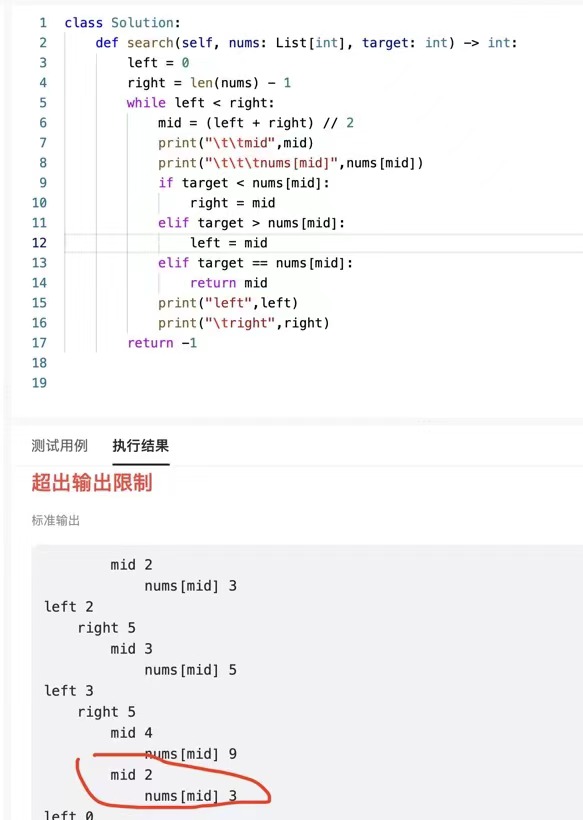 1 class Solution:
2 def search(self, nums: List[int], target: int) -> int:
3 left = 0
4 right = len(nums) - 1
5 while left < right:
6 mid = (left + right) // 2
7 print("\t\tmid",mid)
8 print("\t\t\tnums[mid]",nums[mid])
9 if target < nums[mid]:
10 right = mid
11 elif target > nums[mid]:
12 left = mid
13 elif target == nums[mid]:
14 return mid
15 print("left",left)
16 print("\tright",right)
17 return -1
18
19
测试用例 执行结果
超出输出限制
标准输出
mid 2
nums[mid] 3
left 2
right 5
mid 3
nums[mid] 5
left 3
right 5
mid 4
nums[mid] 9
mid 2
nums[mid] 3
left 0